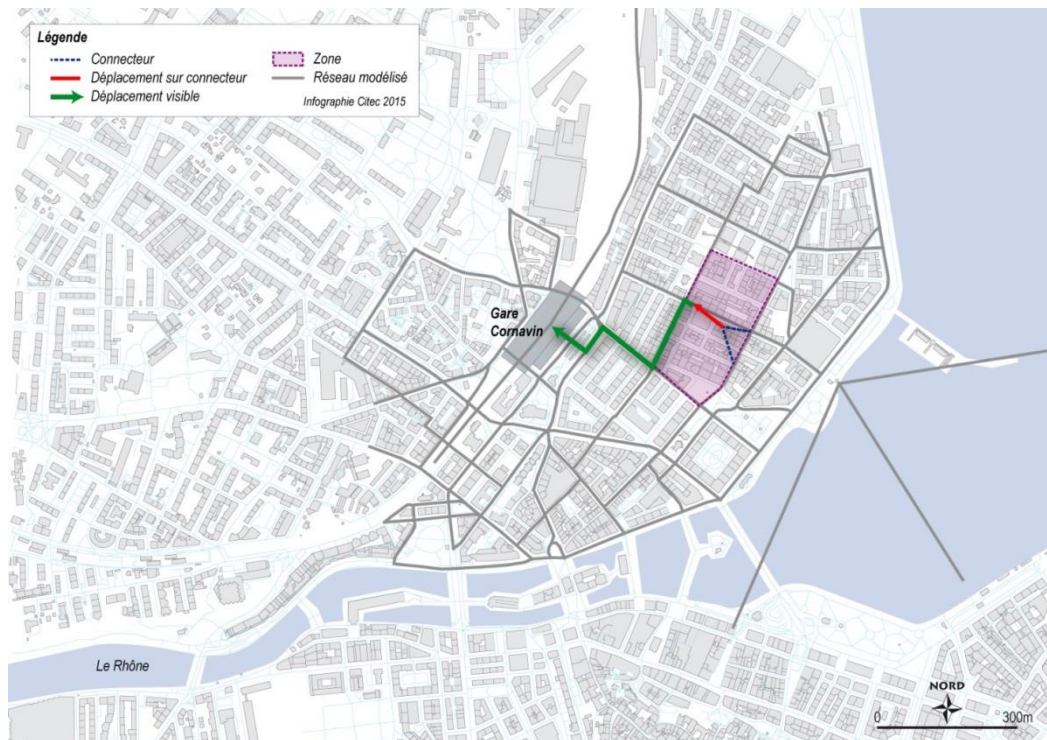 Légende
Connecteur
Déplacement sur connecteur
Déplacement visible
Zone
Réseau modélisé
Infographie Citec 2015
Gare
Cornavin
Le Rhône
NORD
0 300m